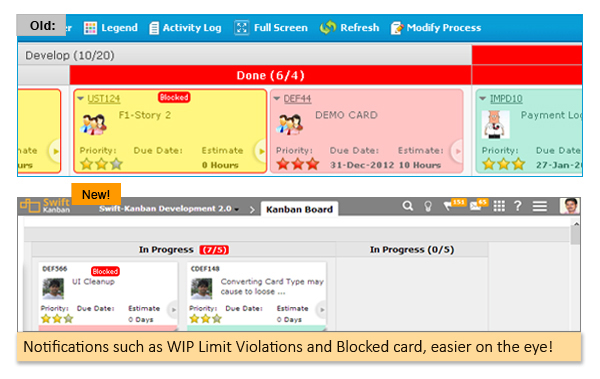 Old:
er Legend Activity Log Full Screen Refresh Modify Process
Develop (10/20)
Done (6/4)
UST124 Blocked DEF44 IMPD10
F1-Story 2 DEMO CARD Payment Lo
mate Priority: Due Date: Estimate Priority: Due Date: Estimate Priority: Due Date:
urs 0 Hours 31-Dec-2012 10 Hours 27-Jan-2
New!
Swift Kanban Swift-Kanban Development 2.0 Kanban Board 151 65 ?
In Progress (7/5) In Progress (0/5)
DEF566 Blocked CDEF148
UI Cleanup Converting Card Type may
cause to loose ...
Priority: Due Date: Estimate Priority: Due Date: Estimate
0 Days 0 Days
Notifications such as WIP Limit Violations and Blocked card, easier on the eye!